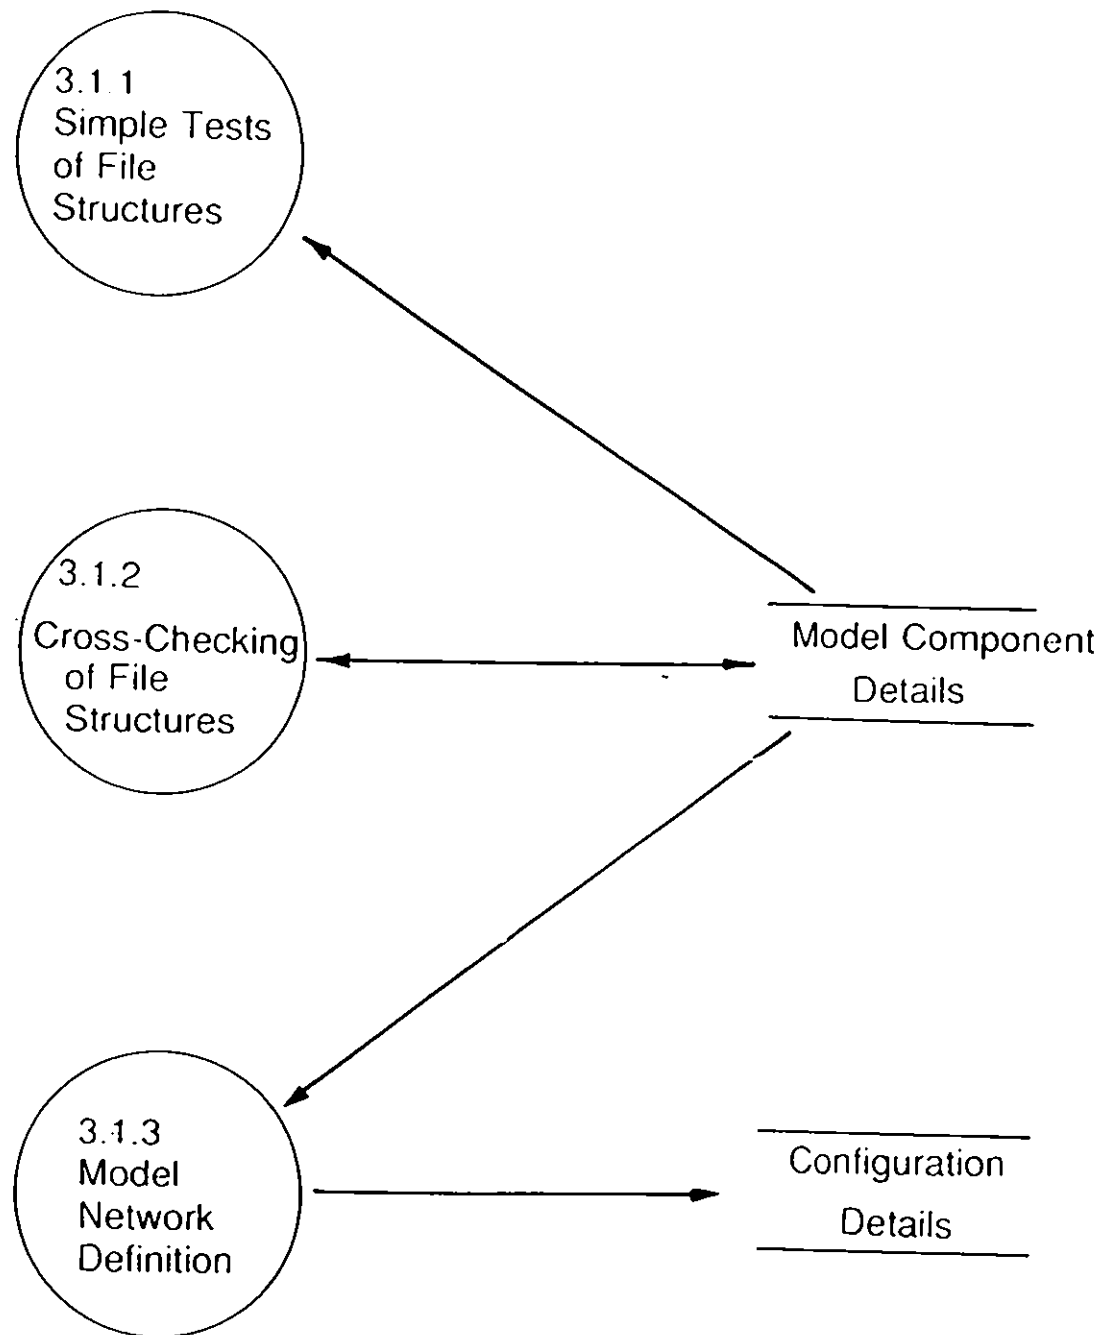 3.1.1
Simple Tests
of File
Structures
3.1.2
Cross-Checking
of File
Structures
Model Component
Details
3.1.3
Model
Network
Definition
Configuration
Details